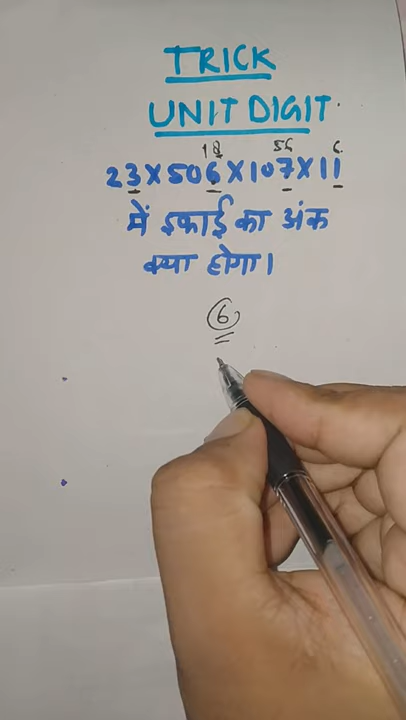 TRICK
UNIT DIGIT.
18 56 6
23 X 506 X 107 X 11
में इकाई का अंक
क्या होगा।
6